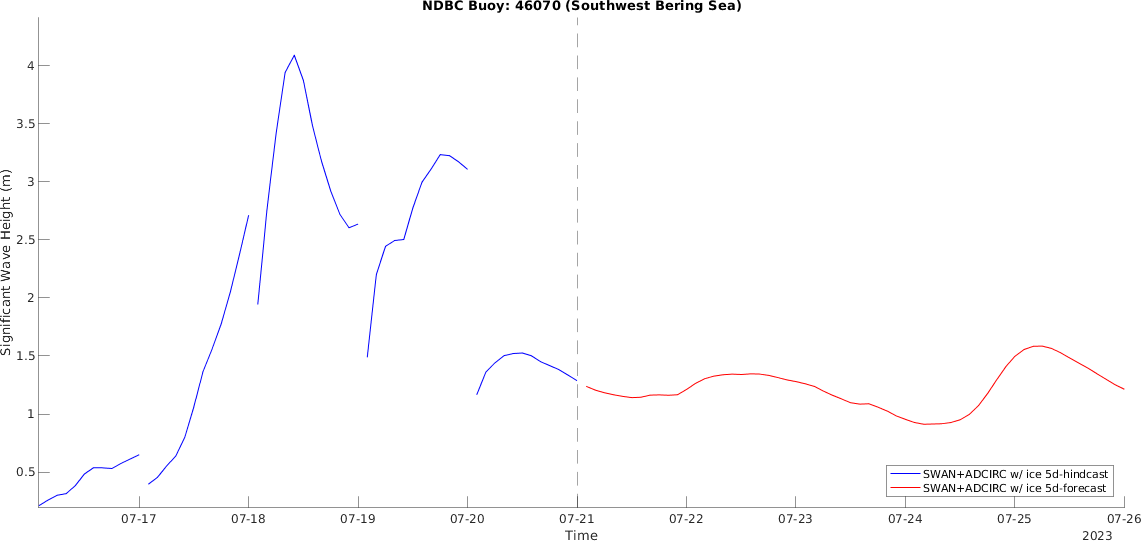 NDBC Buoy: 46070 (Southwest Bering Sea)
Significant Wave Height (m)
4
3.5
3
2.5
2
1.5
1
0.5
SWAN+ADCIRC w/ ice 5d-hindcast
SWAN+ADCIRC w/ ice 5d-forecast
07-17 07-18 07-19 07-20 07-21 07-22 07-23 07-24 07-25 07-26
Time
2023